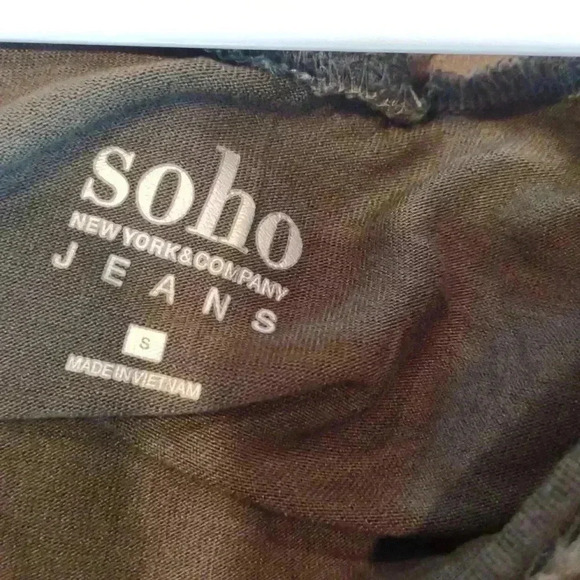 soho
NEW YORK & COMPANY
JEANS
S
MADE IN VIETNAM